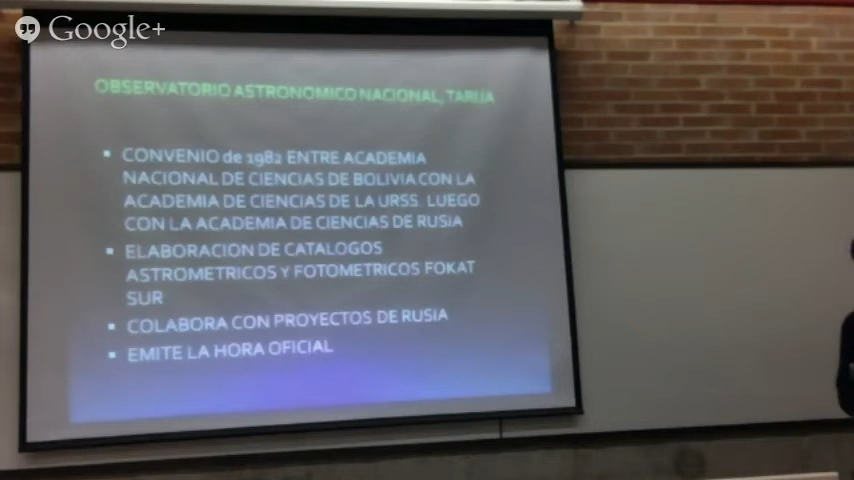 Google+
OBSERVATORIO ASTRONOMICO NACIONAL, TARIJA
▪ CONVENIO de 1982 ENTRE ACADEMIA
NACIONAL DE CIENCIAS DE BOLIVIA CON LA
ACADEMIA DE CIENCIAS DE LA URSS. LUEGO
CON LA ACADEMIA DE CIENCIAS DE RUSIA
▪ ELABORACION DE CATALOGOS
ASTROMETRICOS Y FOTOMETRICOS FOKAT
SUR
▪ COLABORA CON PROYECTOS DE RUSIA
▪ EMITE LA HORA OFICIAL